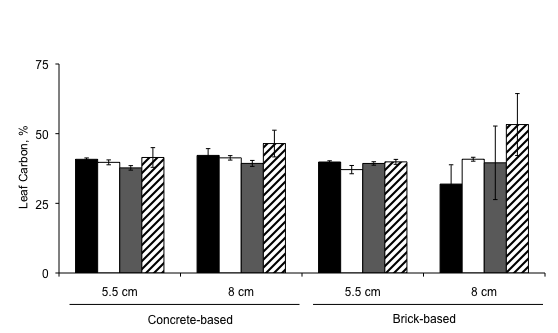 75
50
25
0
Leaf Carbon, %
5.5 cm
8 cm
5.5 cm
8 cm
Concrete-based
Brick-based